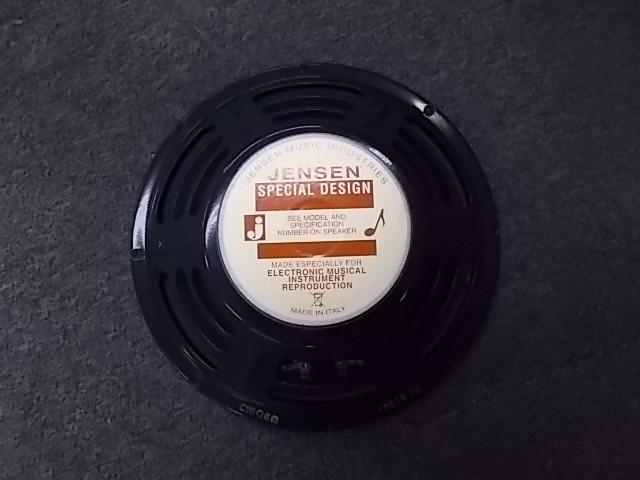 JENSEN MUSIC INDUSTRIES
JENSEN
SPECIAL DESIGN
j
SEE MODEL AND
SPECIFICATION
NUMBER ON SPEAKER
MADE ESPECIALLY FOR
ELECTRONIC MUSICAL
INSTRUMENT
REPRODUCTION
MADE IN ITALY